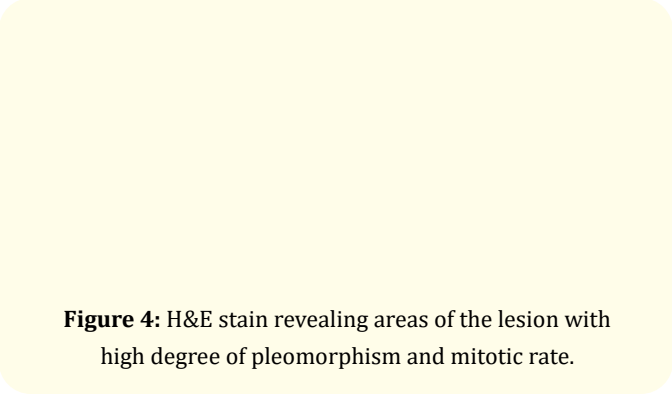 Figure 4: H&E stain revealing areas of the lesion with
high degree of pleomorphism and mitotic rate.